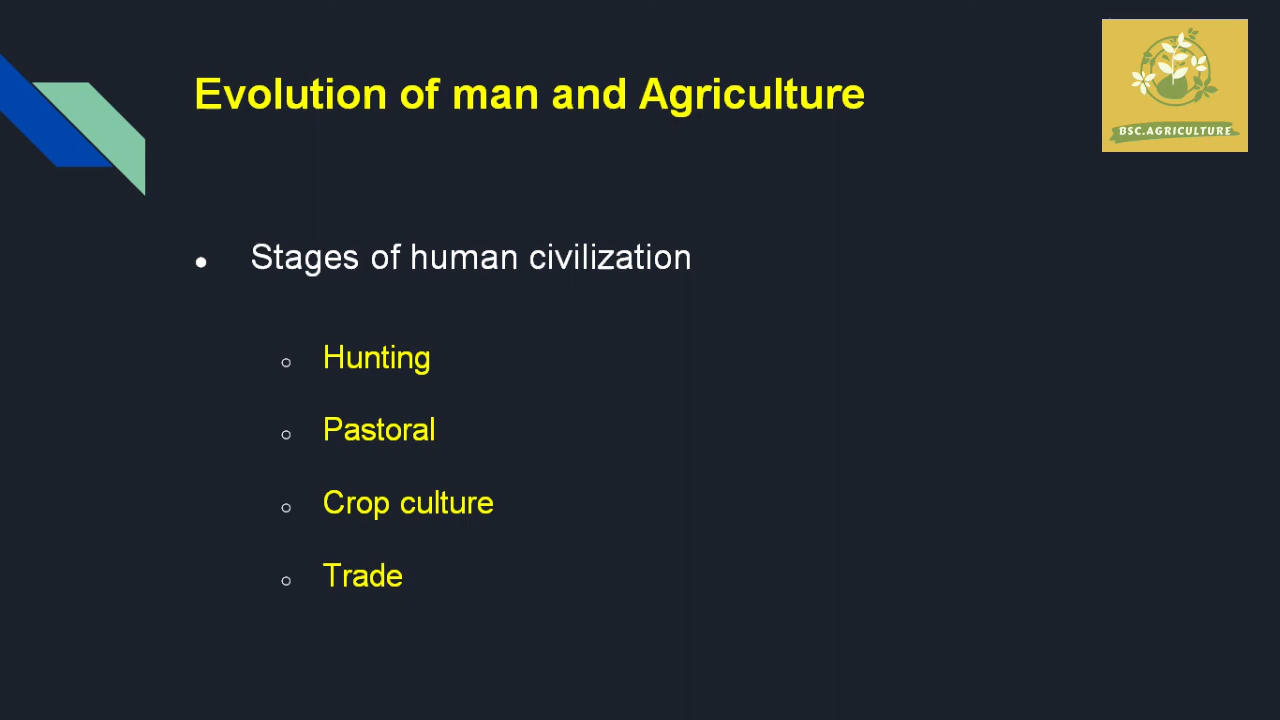 Evolution of man and Agriculture
BSC.AGRICULTURE
Stages of human civilization
Hunting
Pastoral
Crop culture
Trade